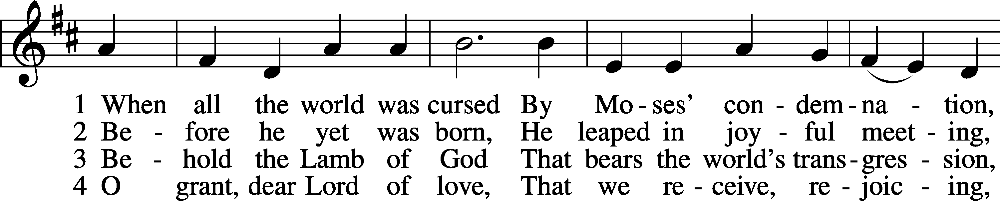 1 When all the world was cursed By Mo - ses’ con - dem - na - tion,
2 Be - fore he yet was born, He leaped in joy - ful meet - ing,
3 Be - hold the Lamb of God That bears the world’s trans - gres - sion,
4 O grant, dear Lord of love, That we re - ceive, re - joic - ing,